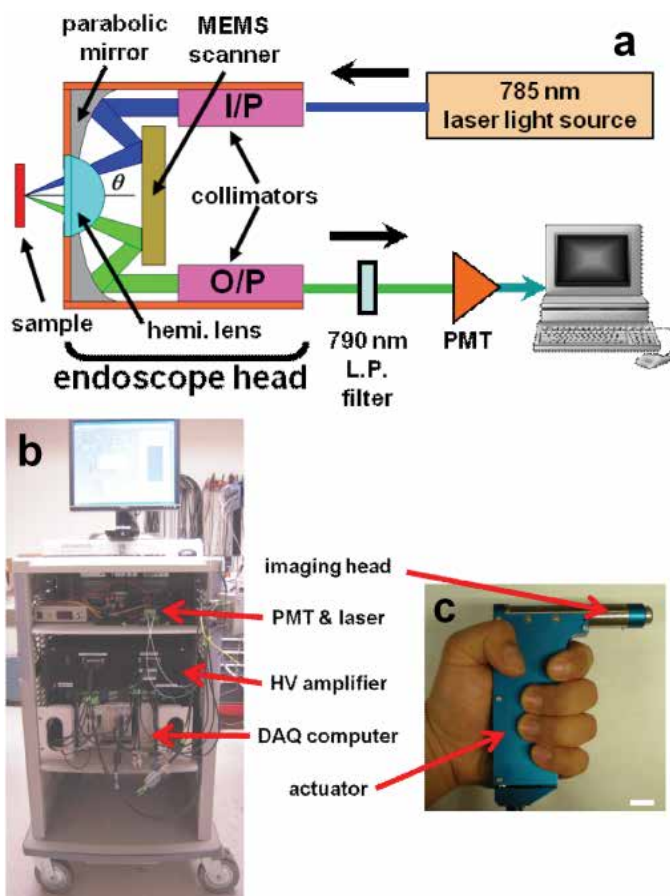 a
parabolic
mirror
MEMS
scanner
785 nm
laser light source
I/P
θ
collimators
O/P
sample
hemi. lens
790 nm
L.P.
filter
PMT
endoscope head
b
c
imaging head
PMT & laser
HV amplifier
DAQ computer
actuator